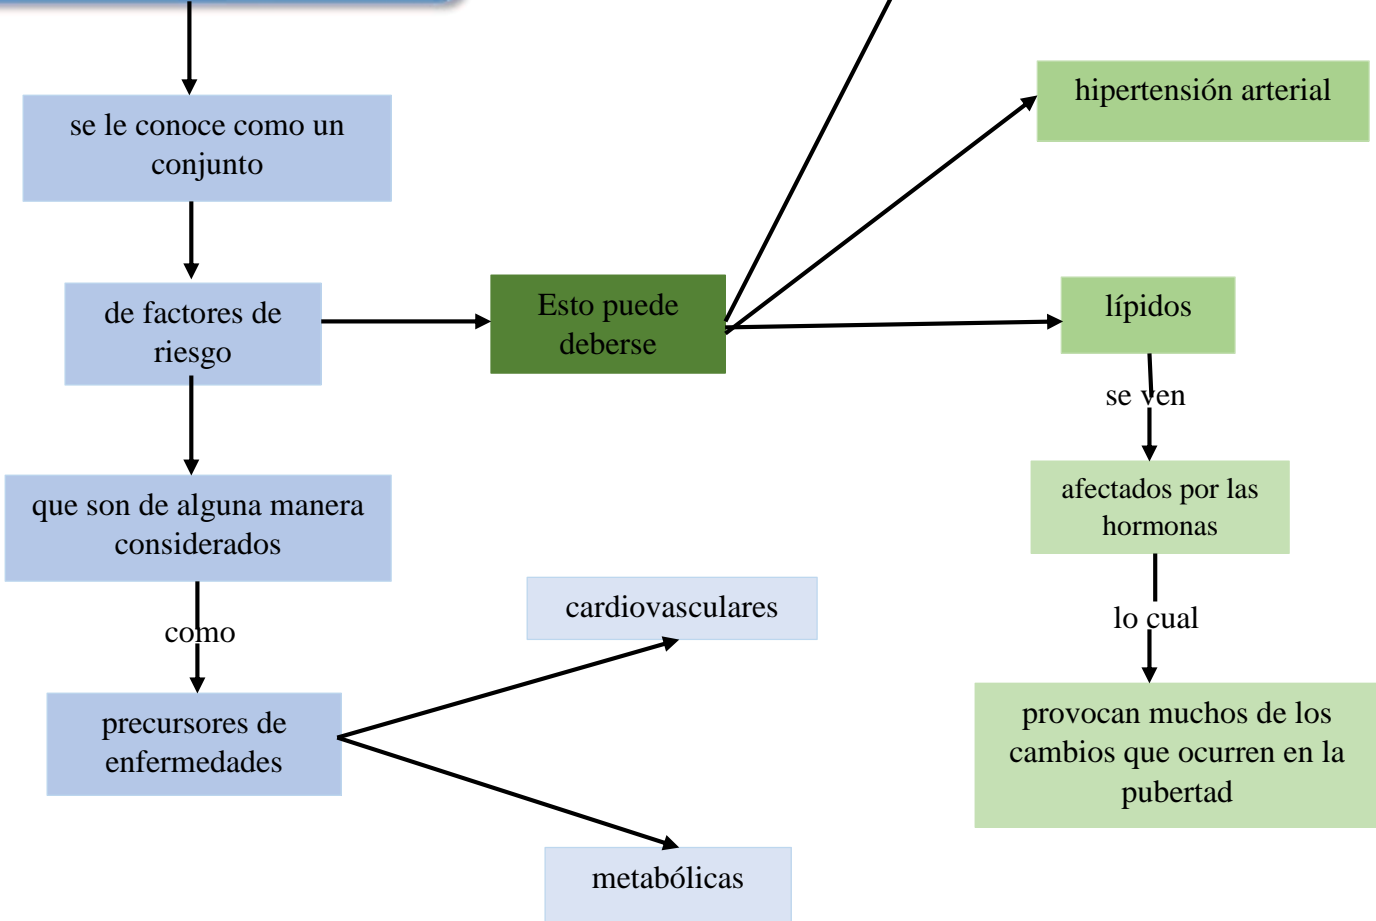 se le conoce como un
conjunto
de factores de
riesgo
que son de alguna manera
considerados
como
precursores de
enfermedades
cardiovasculares
metabólicas
Esto puede
deberse
hipertensión arterial
lípidos
se ven
afectados por las
hormonas
lo cual
provocan muchos de los
cambios que ocurren en la
pubertad